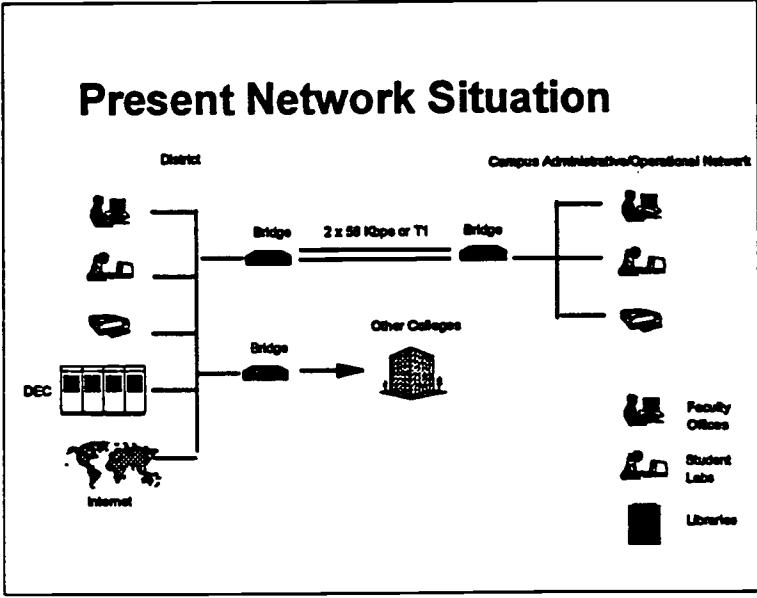 Present Network Situation
District
Campus Administrative/Operational Network
Bridge
2 x 56 Kbps or T1
Bridge
Other Colleges
Bridge
DEC
Internet
Faculty
Offices
Student
Labs
Libraries